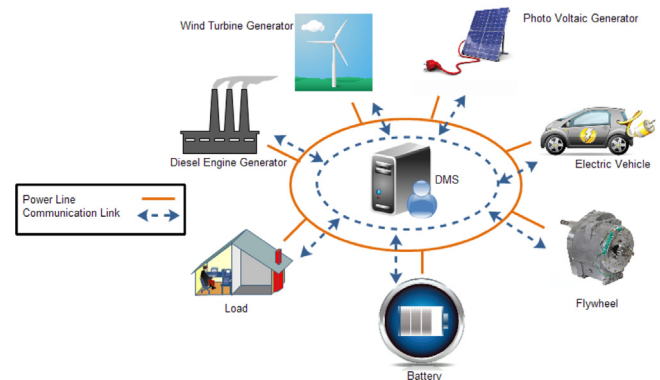 Wind Turbine Generator
Photo Voltaic Generator
Diesel Engine Generator
DMS
Electric Vehicle
Power Line
Communication Link
Load
Flywheel
Battery